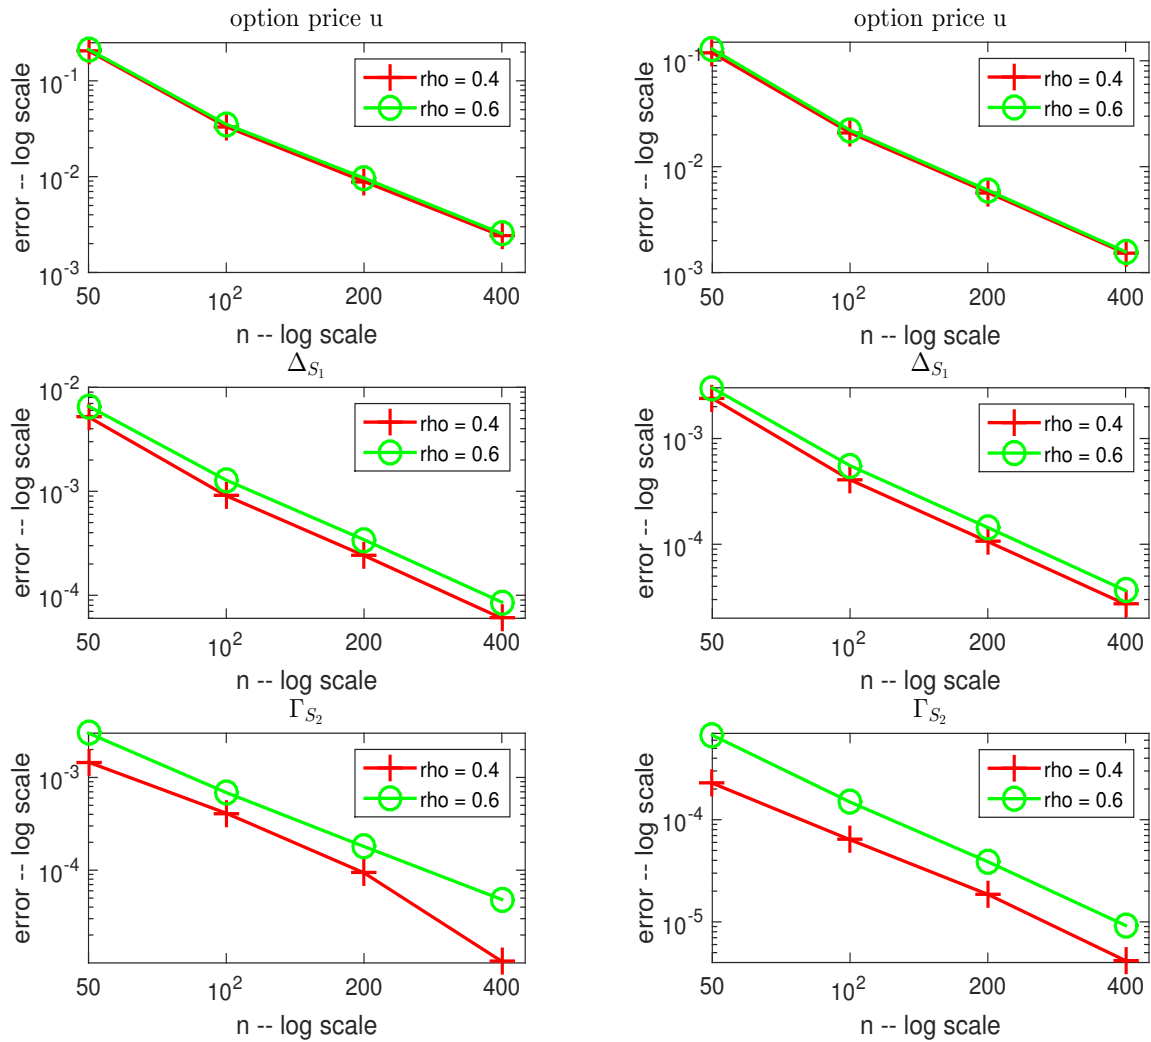 option price u
error -- log scale
10^-1
10^-2
10^-3
rho = 0.4
rho = 0.6
50
10^2
200
400
n -- log scale
option price u
error -- log scale
10^-1
10^-2
10^-3
rho = 0.4
rho = 0.6
50
10^2
200
400
n -- log scale
Δ_{S_1}
error -- log scale
10^-2
10^-3
10^-4
rho = 0.4
rho = 0.6
50
10^2
200
400
n -- log scale
Δ_{S_1}
error -- log scale
10^-3
10^-4
rho = 0.4
rho = 0.6
50
10^2
200
400
n -- log scale
Γ_{S_2}
error -- log scale
10^-3
10^-4
rho = 0.4
rho = 0.6
50
10^2
200
400
n -- log scale
Γ_{S_2}
error -- log scale
10^-4
10^-5
rho = 0.4
rho = 0.6
50
10^2
200
400
n -- log scale